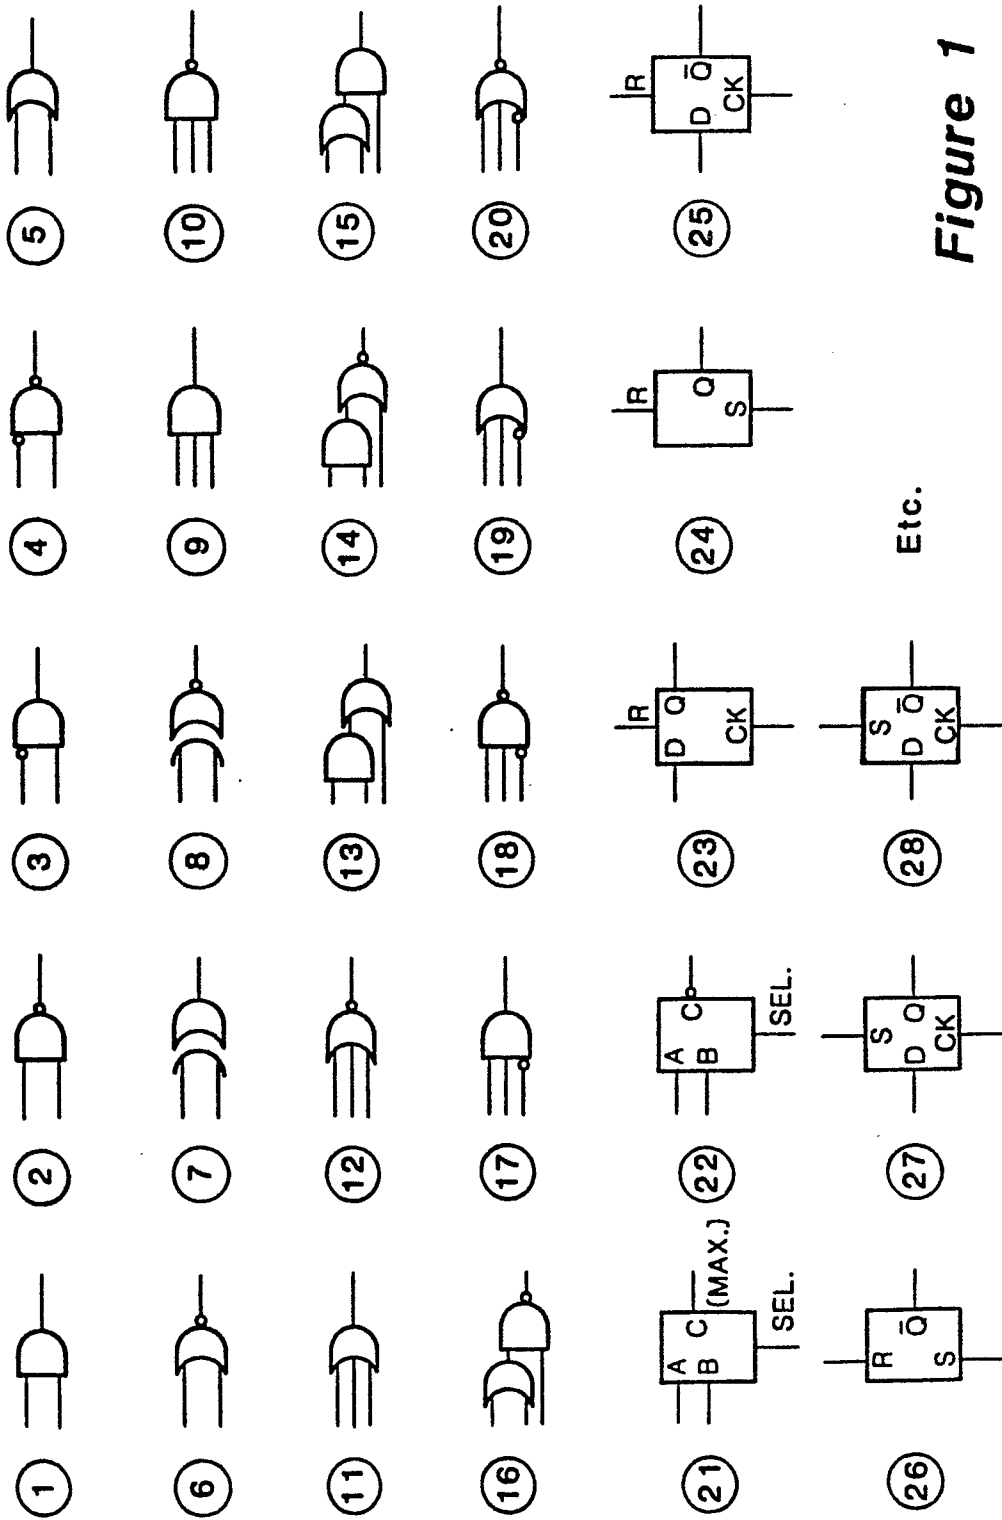 1
2
3
4
5
6
7
8
9
10
11
12
13
14
15
16
17
18
19
20
21
A C
B (MAX.)
SEL.
22
A C
B
SEL.
23
R
D Q
CK
24
R
Q
S
25
R
D Q̅
CK
26
R
Q̅
S
27
S
D Q
CK
28
S
D Q̅
CK
Etc.
Figure 1